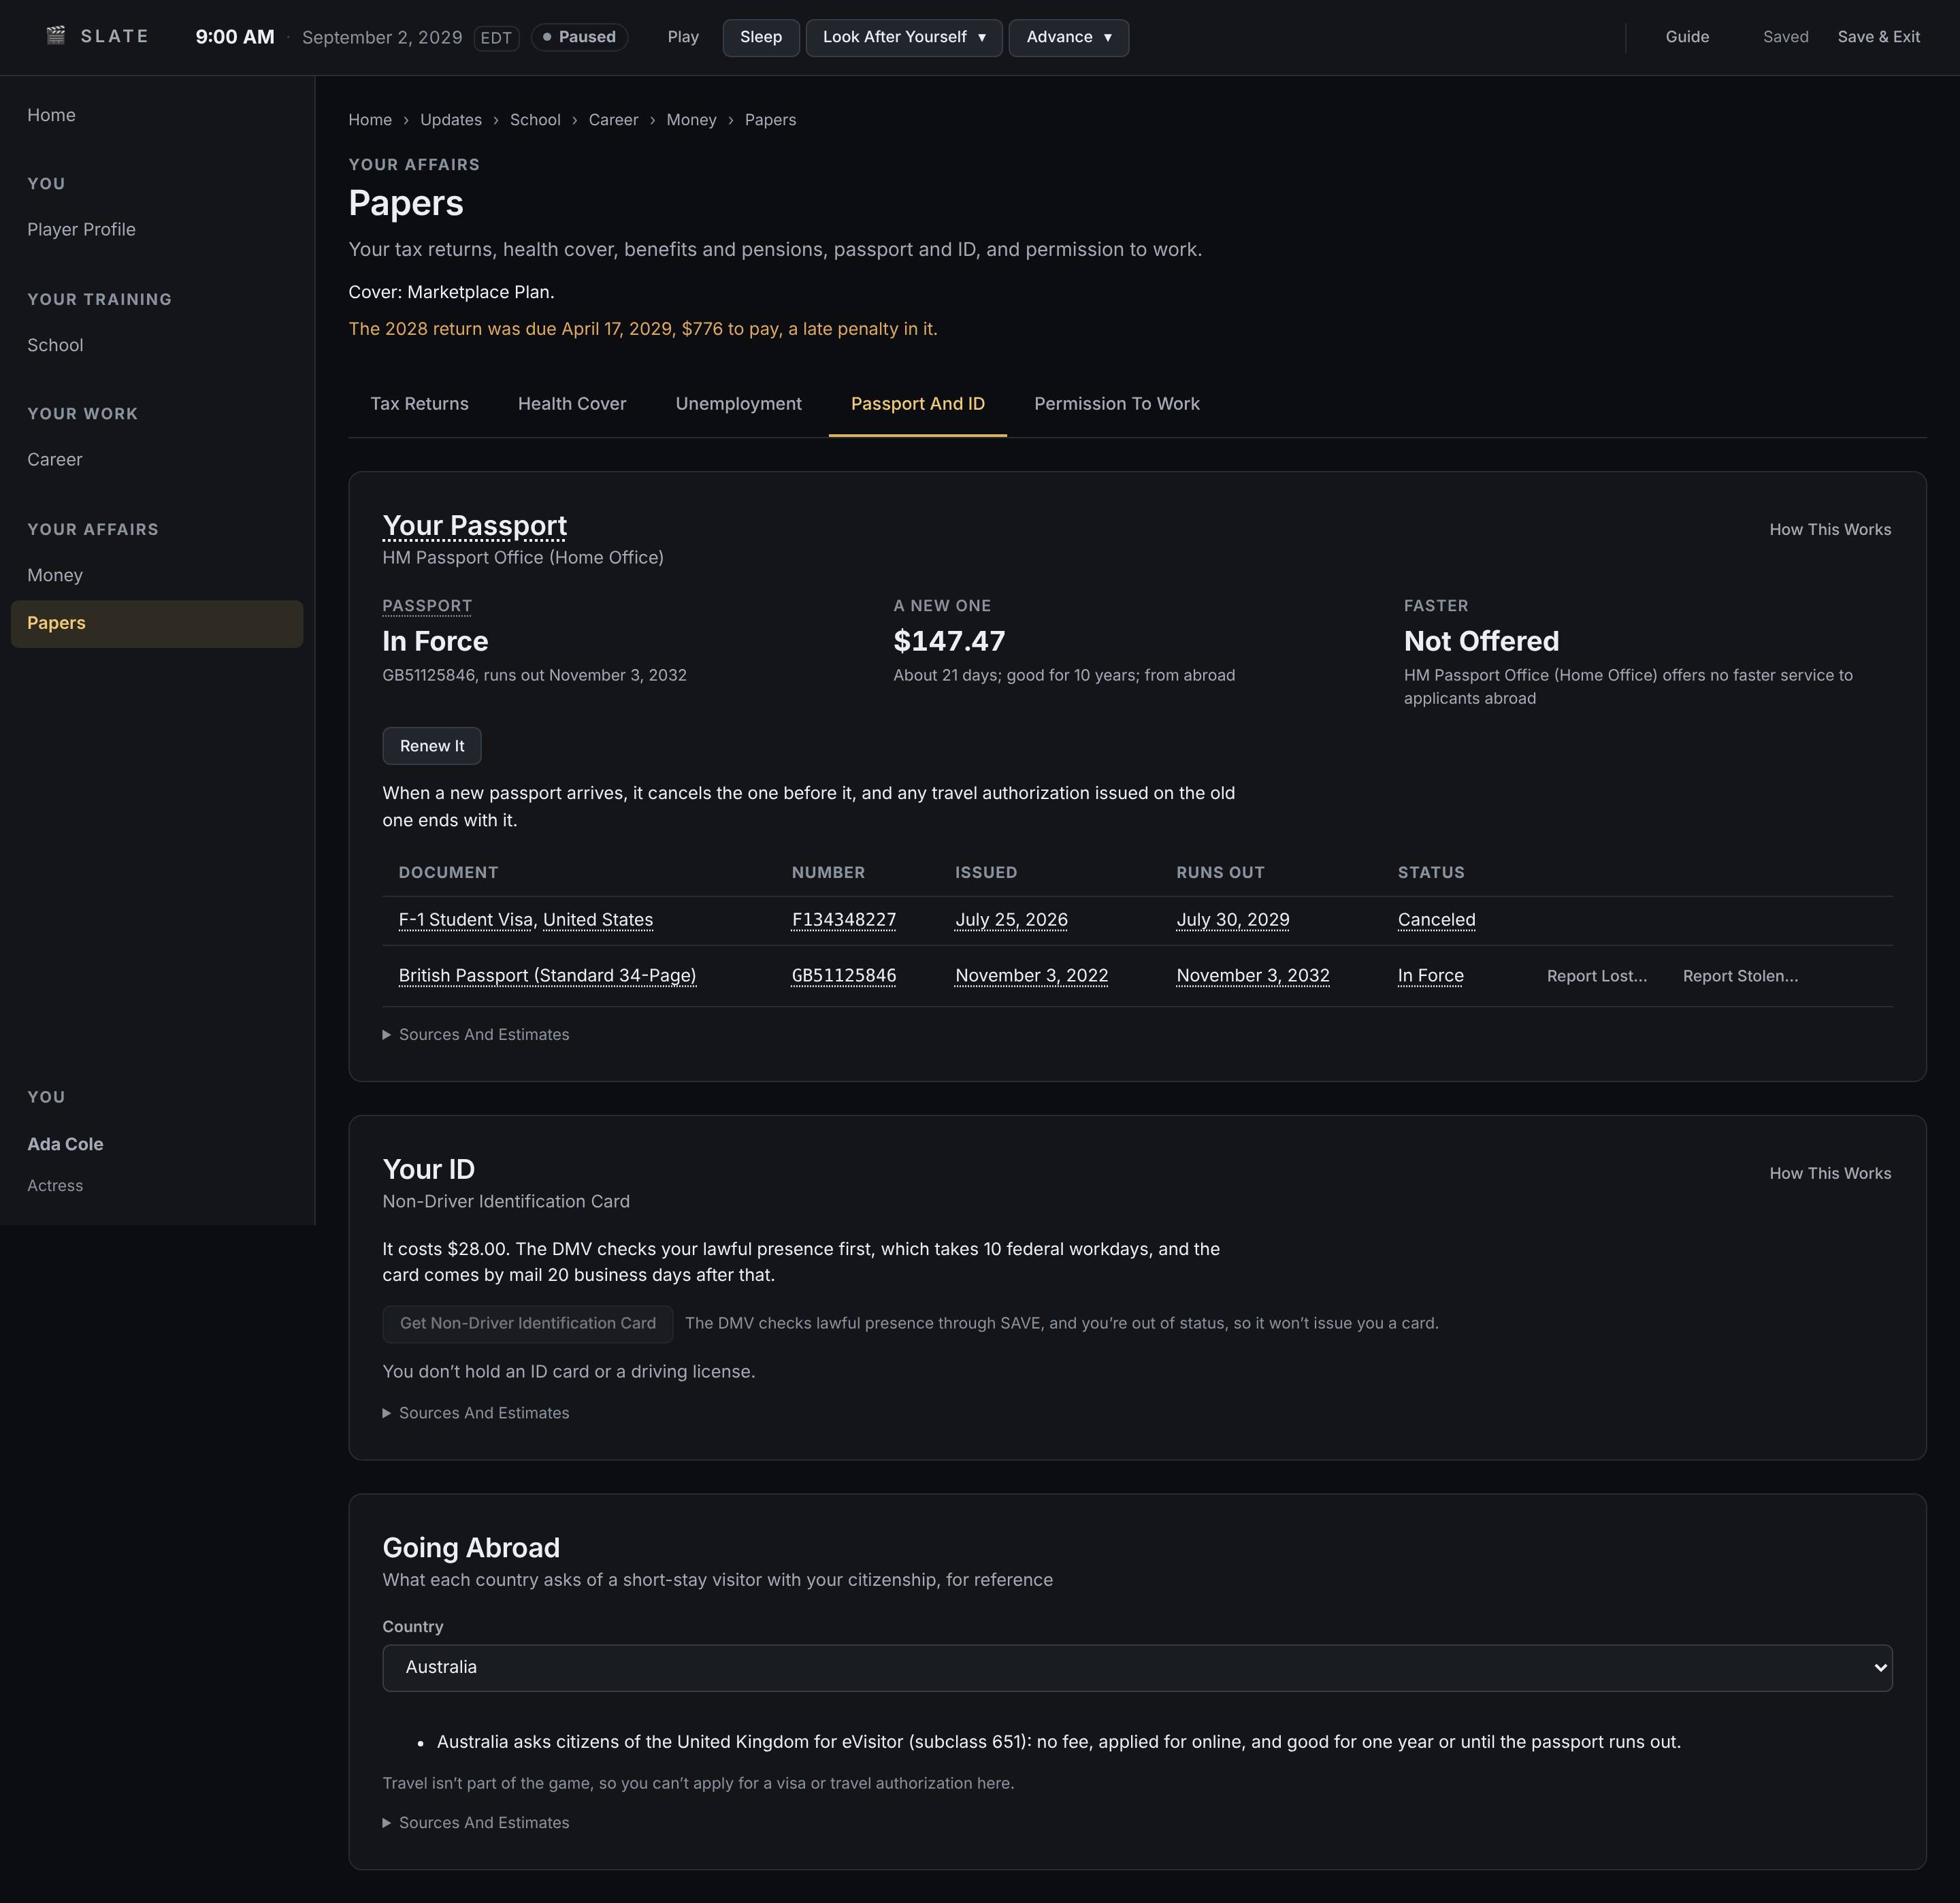 SLATE
9:00 AM · September 2, 2029 EDT Paused Play Sleep Look After Yourself ▾ Advance ▾ Guide Saved Save & Exit
Home
YOU
Player Profile
YOUR TRAINING
School
YOUR WORK
Career
YOUR AFFAIRS
Money
Papers
YOU
Ada Cole
Actress
Home › Updates › School › Career › Money › Papers
YOUR AFFAIRS
Papers
Your tax returns, health cover, benefits and pensions, passport and ID, and permission to work.
Cover: Marketplace Plan.
The 2028 return was due April 17, 2029, $776 to pay, a late penalty in it.
Tax Returns Health Cover Unemployment Passport And ID Permission To Work
Your Passport
How This Works
HM Passport Office (Home Office)
PASSPORT
In Force
GB51125846, runs out November 3, 2032
A NEW ONE
$147.47
About 21 days; good for 10 years; from abroad
FASTER
Not Offered
HM Passport Office (Home Office) offers no faster service to
applicants abroad
Renew It
When a new passport arrives, it cancels the one before it, and any travel authorization issued on the old
one ends with it.
DOCUMENT NUMBER ISSUED RUNS OUT STATUS
F-1 Student Visa, United States F134348227 July 25, 2026 July 30, 2029 Canceled
British Passport (Standard 34-Page) GB51125846 November 3, 2022 November 3, 2032 In Force Report Lost... Report Stolen...
Sources And Estimates
Your ID
How This Works
Non-Driver Identification Card
It costs $28.00. The DMV checks your lawful presence first, which takes 10 federal workdays, and the
card comes by mail 20 business days after that.
Get Non-Driver Identification Card The DMV checks lawful presence through SAVE, and you’re out of status, so it won’t issue you a card.
You don’t hold an ID card or a driving license.
Sources And Estimates
Going Abroad
What each country asks of a short-stay visitor with your citizenship, for reference
Country
Australia
• Australia asks citizens of the United Kingdom for eVisitor (subclass 651): no fee, applied for online, and good for one year or until the passport runs out.
Travel isn’t part of the game, so you can’t apply for a visa or travel authorization here.
Sources And Estimates